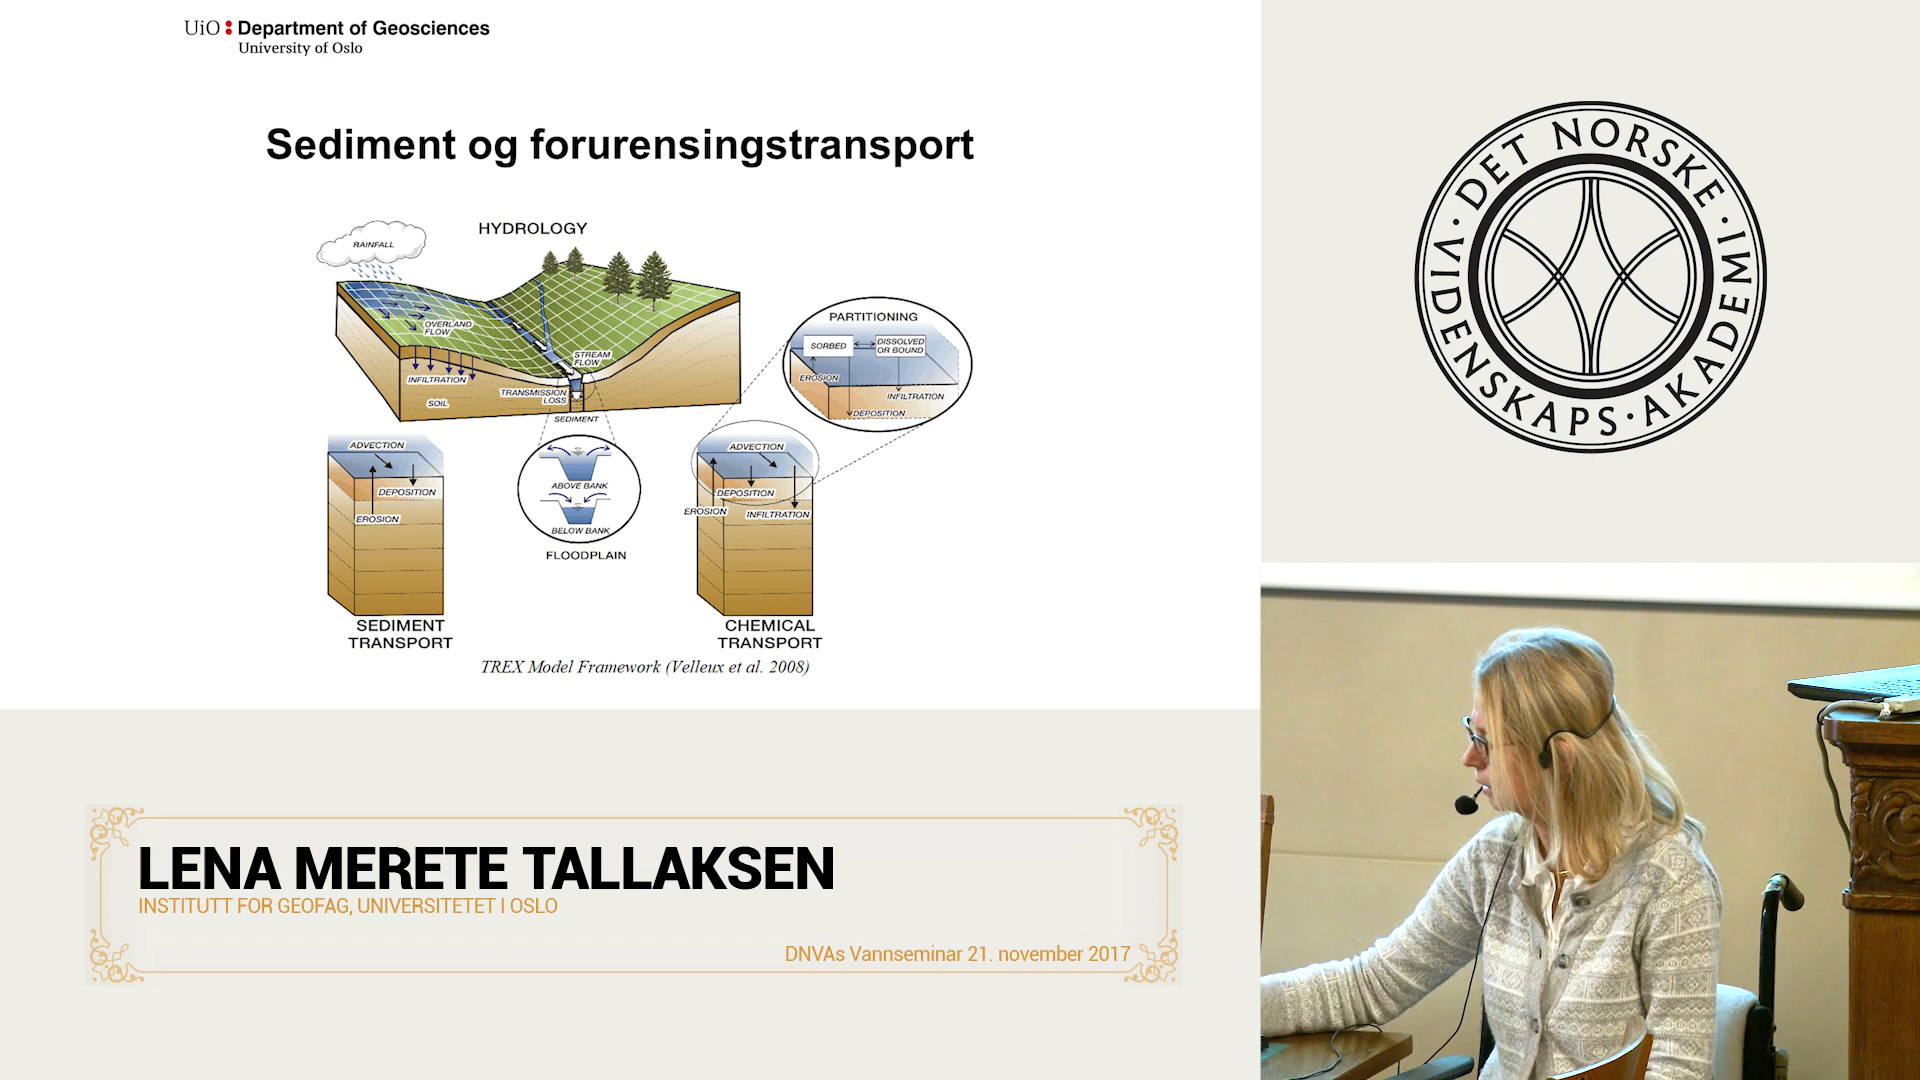 UiO : Department of Geosciences
University of Oslo
Sediment og forurensingstransport
HYDROLOGY
RAINFALL
OVERLAND
FLOW
INFILTRATION
SOIL
STREAM
FLOW
TRANSMISSION
LOSS
SEDIMENT
PARTITIONING
SORBED
DISSOLVED
OR BOUND
EROSION
INFILTRATION
DEPOSITION
ADVECTION
DEPOSITION
EROSION
SEDIMENT
TRANSPORT
ABOVE BANK
BELOW BANK
FLOODPLAIN
ADVECTION
DEPOSITION
EROSION
INFILTRATION
CHEMICAL
TRANSPORT
TREX Model Framework (Velleux et al. 2008)
DET NORSKE · VIDENSKAPS · AKADEMI ·
LENA MERETE TALLAKSEN
INSTITUTT FOR GEOFAG, UNIVERSITETET I OSLO
DNVAs Vannseminar 21. november 2017